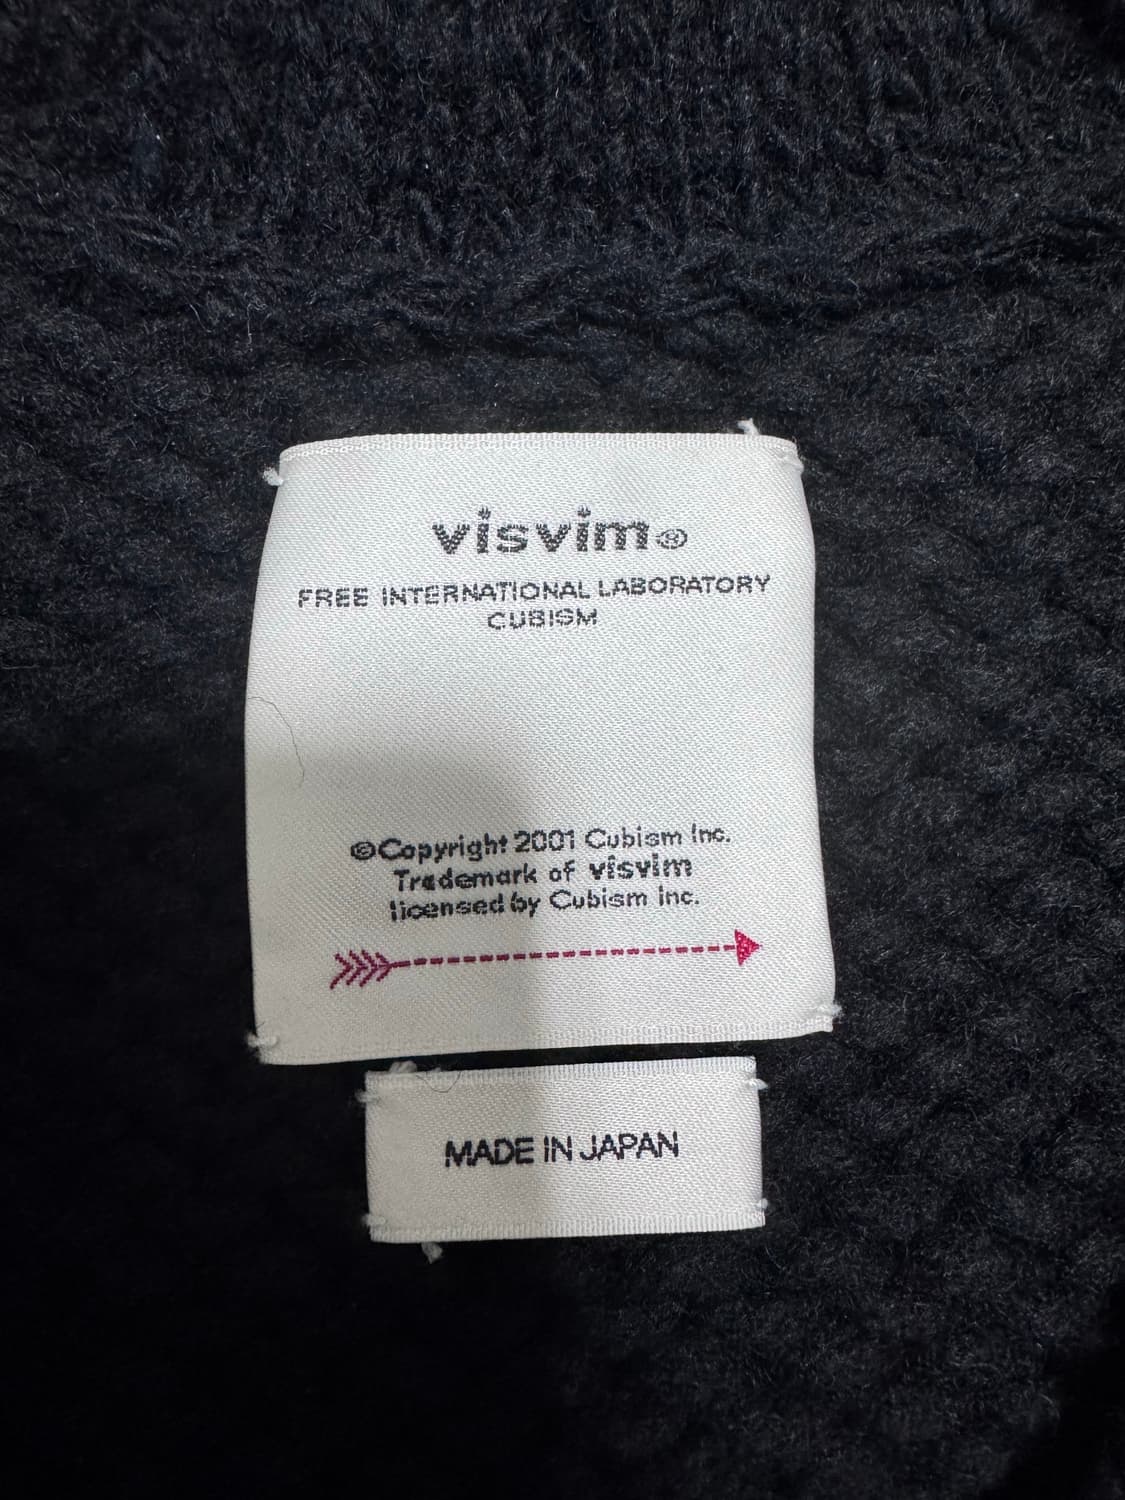 visvim®
FREE INTERNATIONAL LABORATORY
CUBISM
©Copyright 2001 Cubism Inc.
Trademark of visvim
licensed by Cubism Inc.
MADE IN JAPAN